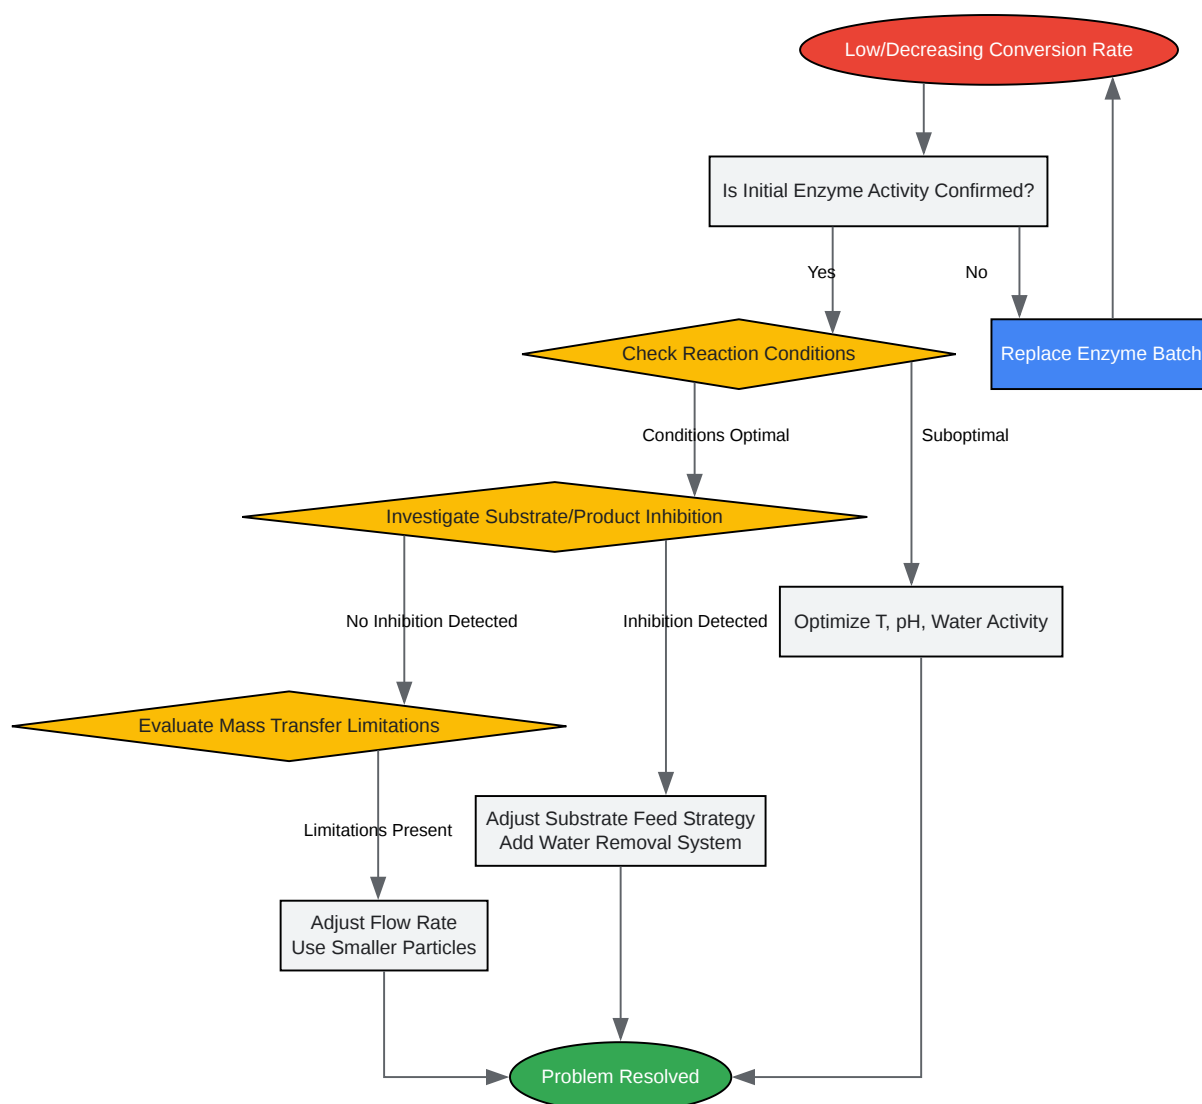 Low/Decreasing Conversion Rate
Is Initial Enzyme Activity Confirmed?
Yes
No
Check Reaction Conditions
Replace Enzyme Batch
Conditions Optimal
Suboptimal
Investigate Substrate/Product Inhibition
No Inhibition Detected
Inhibition Detected
Optimize T, pH, Water Activity
Evaluate Mass Transfer Limitations
Limitations Present
Adjust Substrate Feed Strategy
Add Water Removal System
Adjust Flow Rate
Use Smaller Particles
Problem Resolved